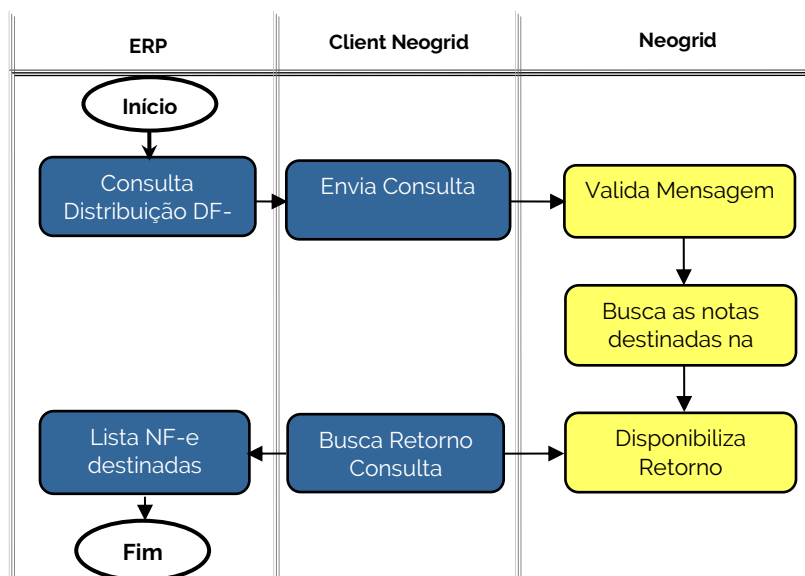 ERP
Client Neogrid
Neogrid
Início
Consulta
Distribuição DF-
Envia Consulta
Valida Mensagem
Busca as notas
destinadas na
Lista NF-e
destinadas
Busca Retorno
Consulta
Disponibiliza
Retorno
Fim